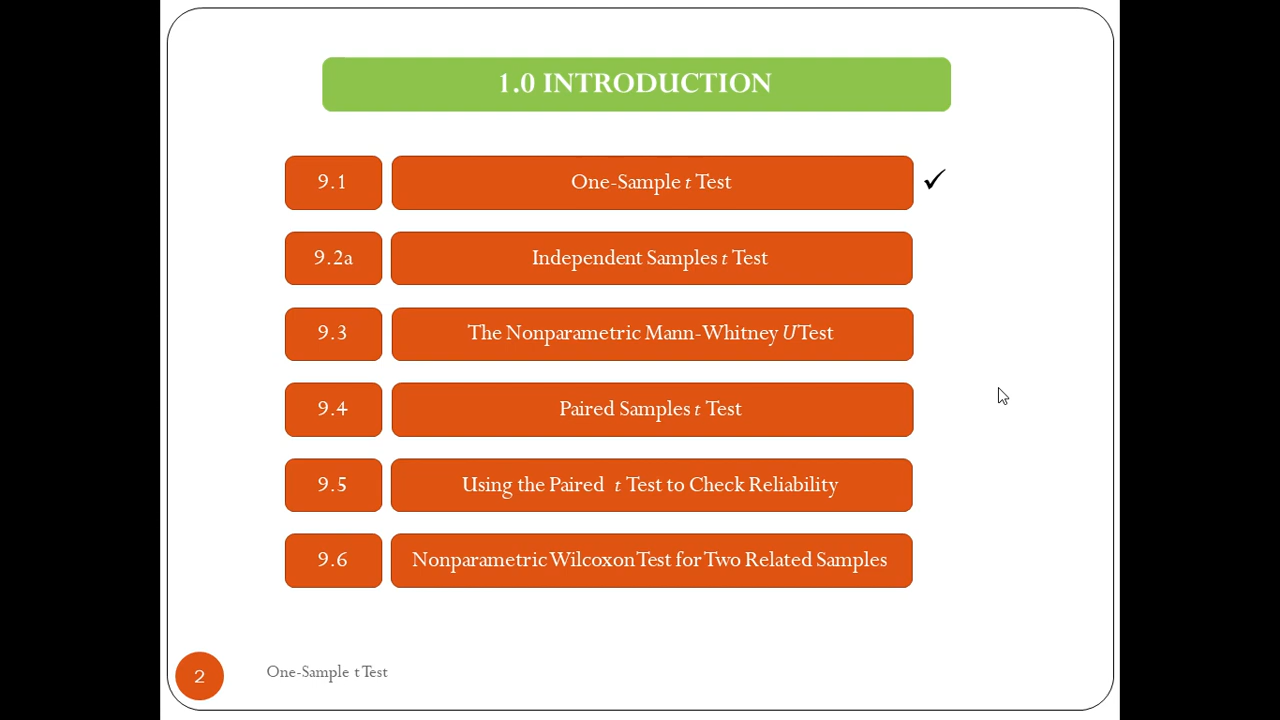 1.0 INTRODUCTION
9.1 One-Sample t Test ✓
9.2a Independent Samples t Test
9.3 The Nonparametric Mann-Whitney U Test
9.4 Paired Samples t Test
9.5 Using the Paired t Test to Check Reliability
9.6 Nonparametric Wilcoxon Test for Two Related Samples
2 One-Sample t Test